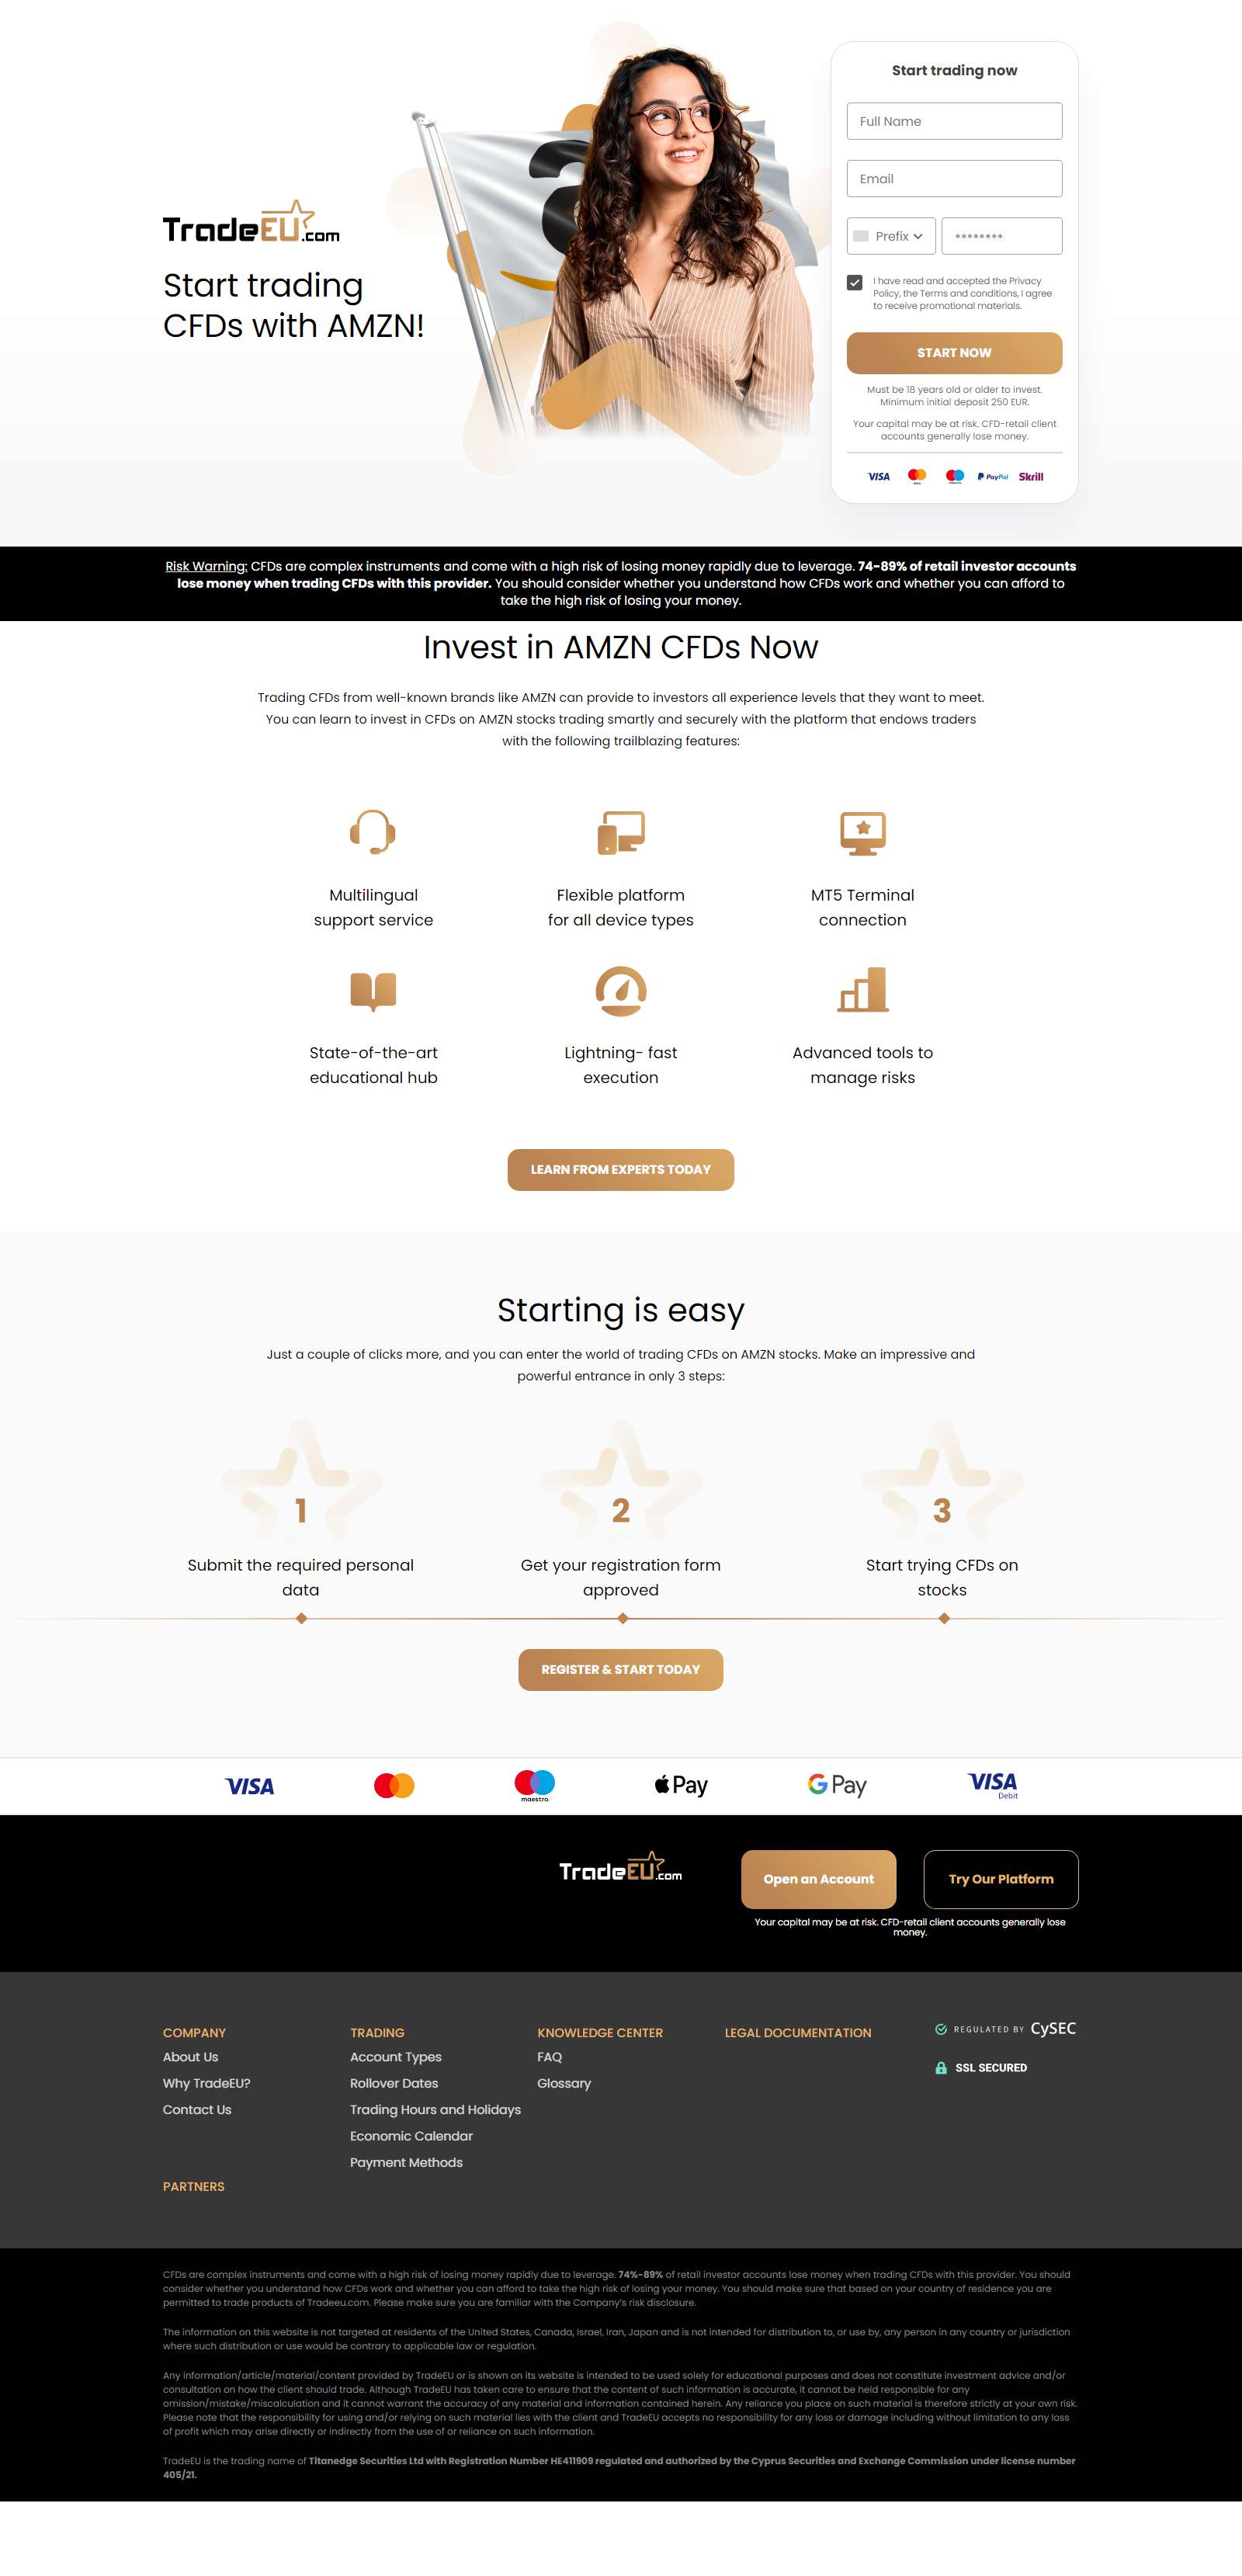 Start trading now
Full Name
Email
Prefix
********
I have read and accepted the Privacy
Policy, the Terms and conditions, I agree
to receive promotional materials.
START NOW
Must be 18 years old or older to invest.
Minimum initial deposit 250 EUR.
Your capital may be at risk. CFD-retail client
accounts generally lose money.
VISA
PayPal
Skrill
TradeEU.com
Start trading
CFDs with AMZN!
Risk Warning: CFDs are complex instruments and come with a high risk of losing money rapidly due to leverage. 74-89% of retail investor accounts
lose money when trading CFDs with this provider. You should consider whether you understand how CFDs work and whether you can afford to
take the high risk of losing your money.
Invest in AMZN CFDs Now
Trading CFDs from well-known brands like AMZN can provide to investors all experience levels that they want to meet.
You can learn to invest in CFDs on AMZN stocks trading smartly and securely with the platform that endows traders
with the following trailblazing features:
Multilingual
support service
Flexible platform
for all device types
MT5 Terminal
connection
State-of-the-art
educational hub
Lightning- fast
execution
Advanced tools to
manage risks
LEARN FROM EXPERTS TODAY
Starting is easy
Just a couple of clicks more, and you can enter the world of trading CFDs on AMZN stocks. Make an impressive and
powerful entrance in only 3 steps:
1
Submit the required personal
data
2
Get your registration form
approved
3
Start trying CFDs on
stocks
REGISTER & START TODAY
VISA
maestro
Pay
G Pay
VISA
Debit
TradeEU.com
Open an Account
Try Our Platform
Your capital may be at risk. CFD-retail client accounts generally lose
money.
COMPANY
About Us
Why TradeEU?
Contact Us
TRADING
Account Types
Rollover Dates
Trading Hours and Holidays
Economic Calendar
Payment Methods
KNOWLEDGE CENTER
FAQ
Glossary
LEGAL DOCUMENTATION
REGULATED BY CySEC
SSL SECURED
PARTNERS
CFDs are complex instruments and come with a high risk of losing money rapidly due to leverage. 74%-89% of retail investor accounts lose money when trading CFDs with this provider. You should
consider whether you understand how CFDs work and whether you can afford to take the high risk of losing your money. You should make sure that based on your country of residence you are
permitted to trade products of Tradeeu.com. Please make sure you are familiar with the Company's risk disclosure.
The information on this website is not targeted at residents of the United States, Canada, Israel, Iran, Japan and is not intended for distribution to, or use by, any person in any country or jurisdiction
where such distribution or use would be contrary to applicable law or regulation.
Any information/article/material/content provided by TradeEU or is shown on its website is intended to be used solely for educational purposes and does not constitute investment advice and/or
consultation on how the client should trade. Although TradeEU has taken care to ensure that the content of such information is accurate, it cannot be held responsible for any
omission/mistake/miscalculation and it cannot warrant the accuracy of any material and information contained herein. Any reliance you place on such material is therefore strictly at your own risk.
Please note that the responsibility for using and/or relying on such material lies with the client and TradeEU accepts no responsibility for any loss or damage including without limitation to any loss
of profit which may arise directly or indirectly from the use of or reliance on such information.
TradeEU is the trading name of Titanedge Securities Ltd with Registration Number HE411909 regulated and authorized by the Cyprus Securities and Exchange Commission under license number
405/21.